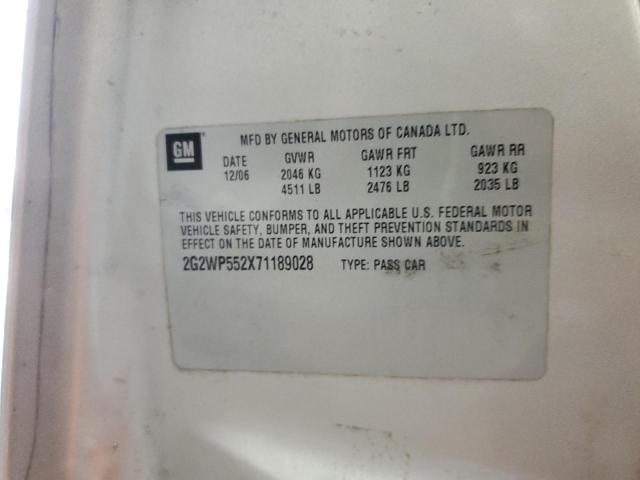 GM
MFD BY GENERAL MOTORS OF CANADA LTD.
DATE GVWR GAWR FRT GAWR RR
12/06 2046 KG 1123 KG 923 KG
4511 LB 2476 LB 2035 LB
THIS VEHICLE CONFORMS TO ALL APPLICABLE U.S. FEDERAL MOTOR
VEHICLE SAFETY, BUMPER, AND THEFT PREVENTION STANDARDS IN
EFFECT ON THE DATE OF MANUFACTURE SHOWN ABOVE.
2G2WP552X71189028 TYPE: PASS CAR